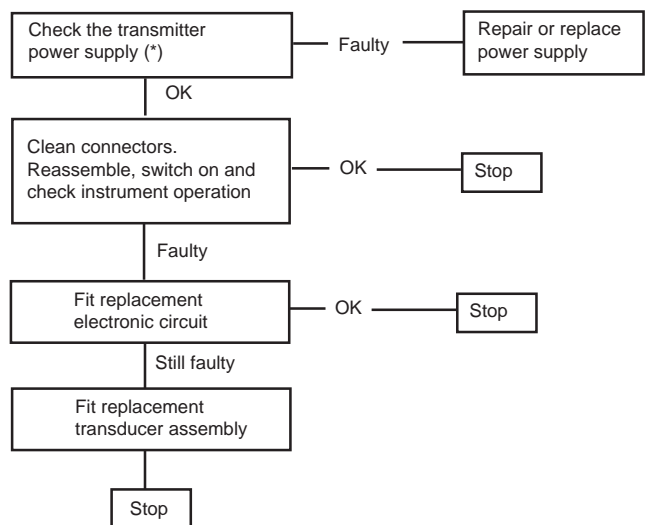 Check the transmitter
power supply (*)
Faulty
Repair or replace
power supply
OK
Clean connectors.
Reassemble, switch on and
check instrument operation
OK
Stop
Faulty
Fit replacement
electronic circuit
OK
Stop
Still faulty
Fit replacement
transducer assembly
Stop